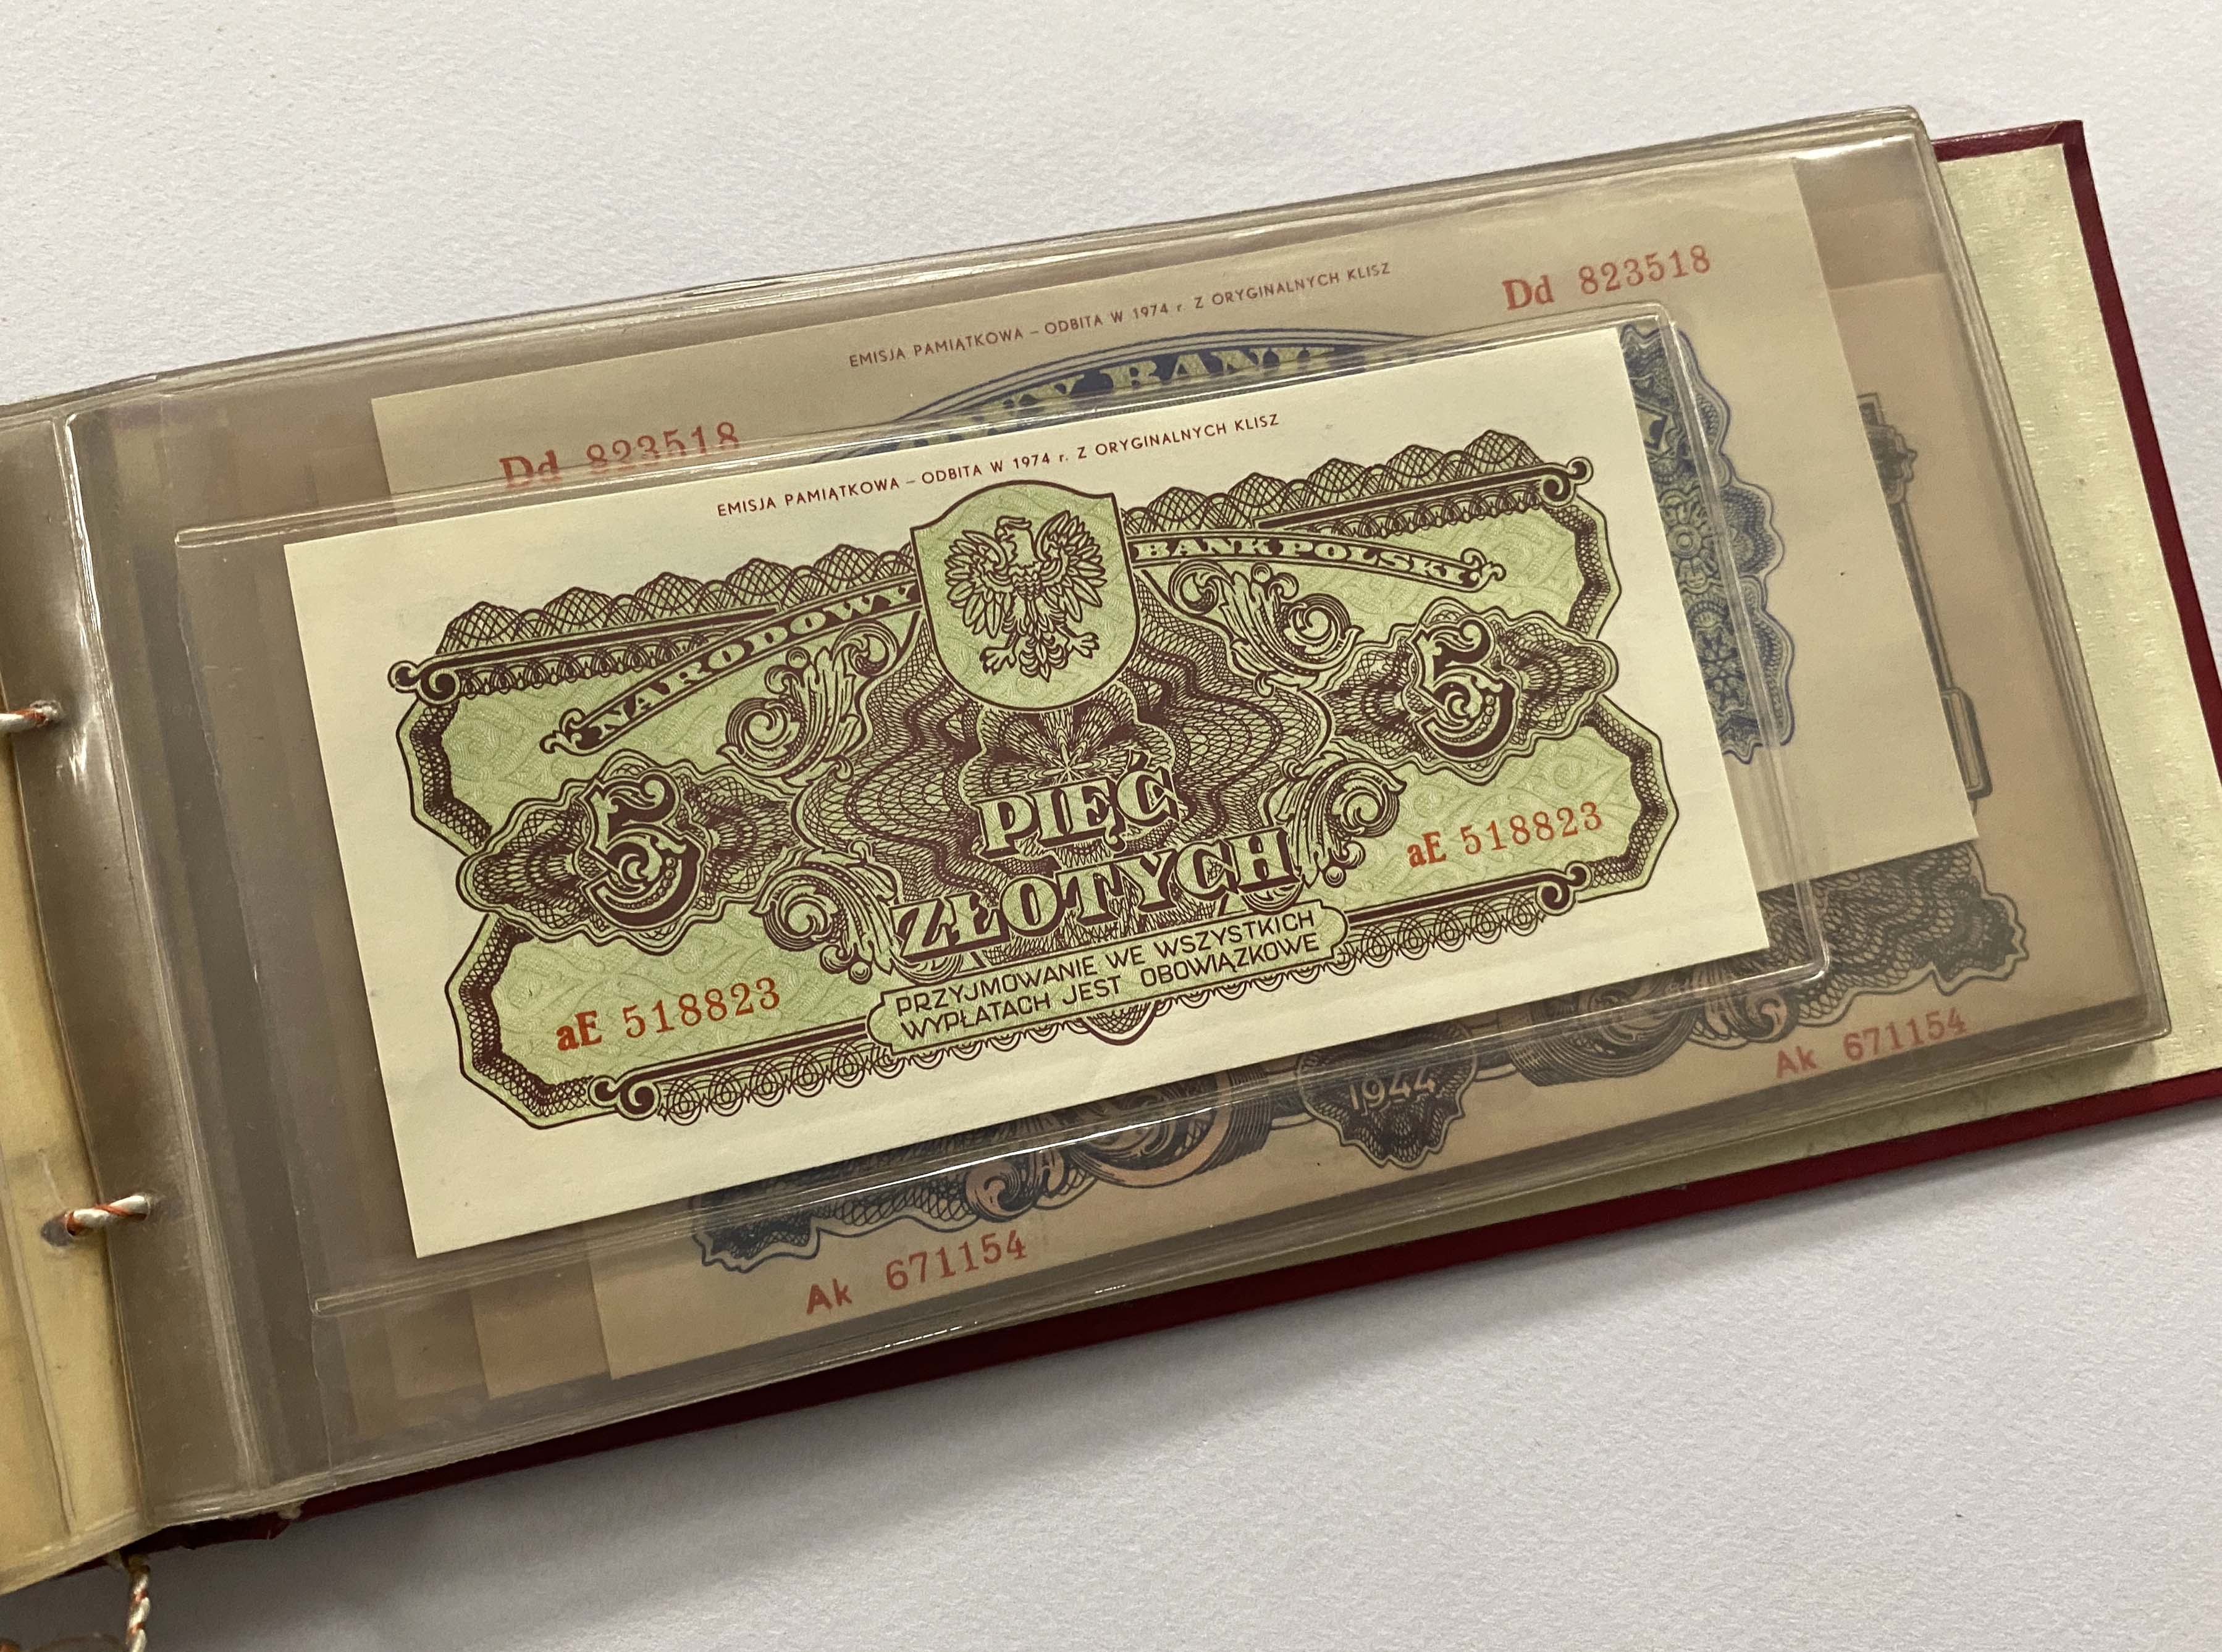 EMISJA PAMIĄTKOWA – ODBITA W 1974 r. Z ORYGINALNYCH KLISZ
Dd 823518
Dd 823518
BANK
EMISJA PAMIĄTKOWA – ODBITA W 1974 r. Z ORYGINALNYCH KLISZ
NARODOWY BANK POLSKI
5
5
PIĘĆ
ZŁOTYCH
aE 518823
aE 518823
PRZYJMOWANIE WE WSZYSTKICH
WYPŁATACH JEST OBOWIĄZKOWE
1944
Ak 671154
Ak 671154